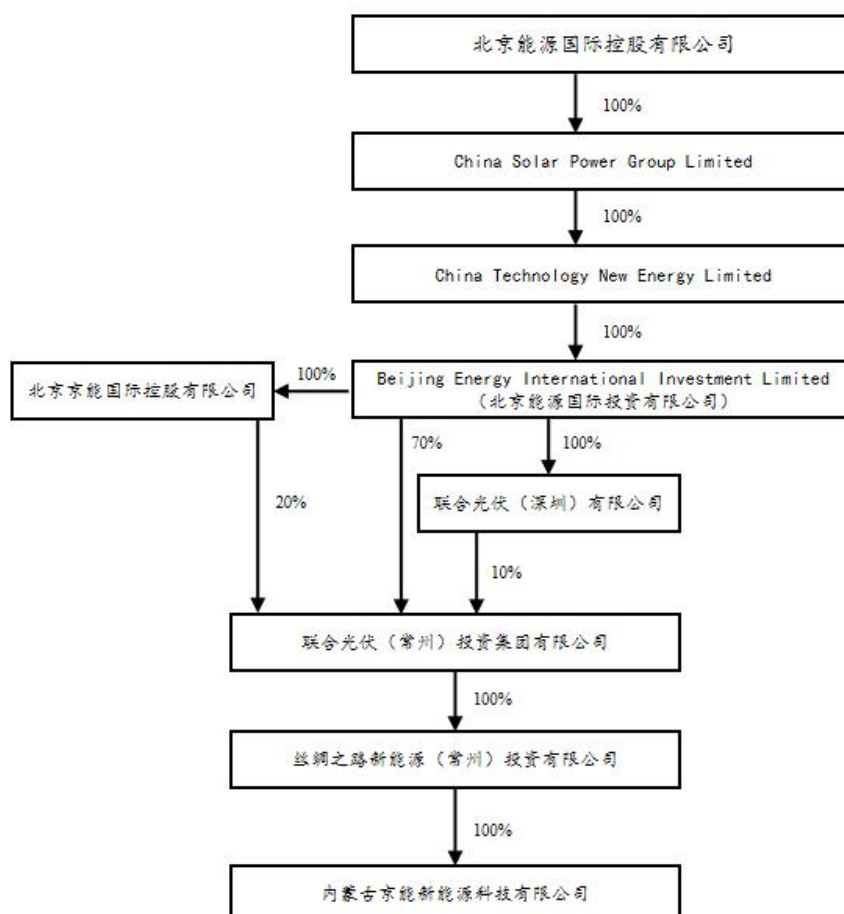 北京能源国际控股有限公司
100%
China Solar Power Group Limited
100%
China Technology New Energy Limited
100%
Beijing Energy International Investment Limited
（北京能源国际投资有限公司）
100%
北京京能国际控股有限公司
70%
100%
联合光伏（深圳）有限公司
20%
10%
联合光伏（常州）投资集团有限公司
100%
丝绸之路新能源（常州）投资有限公司
100%
内蒙古京能新能源科技有限公司